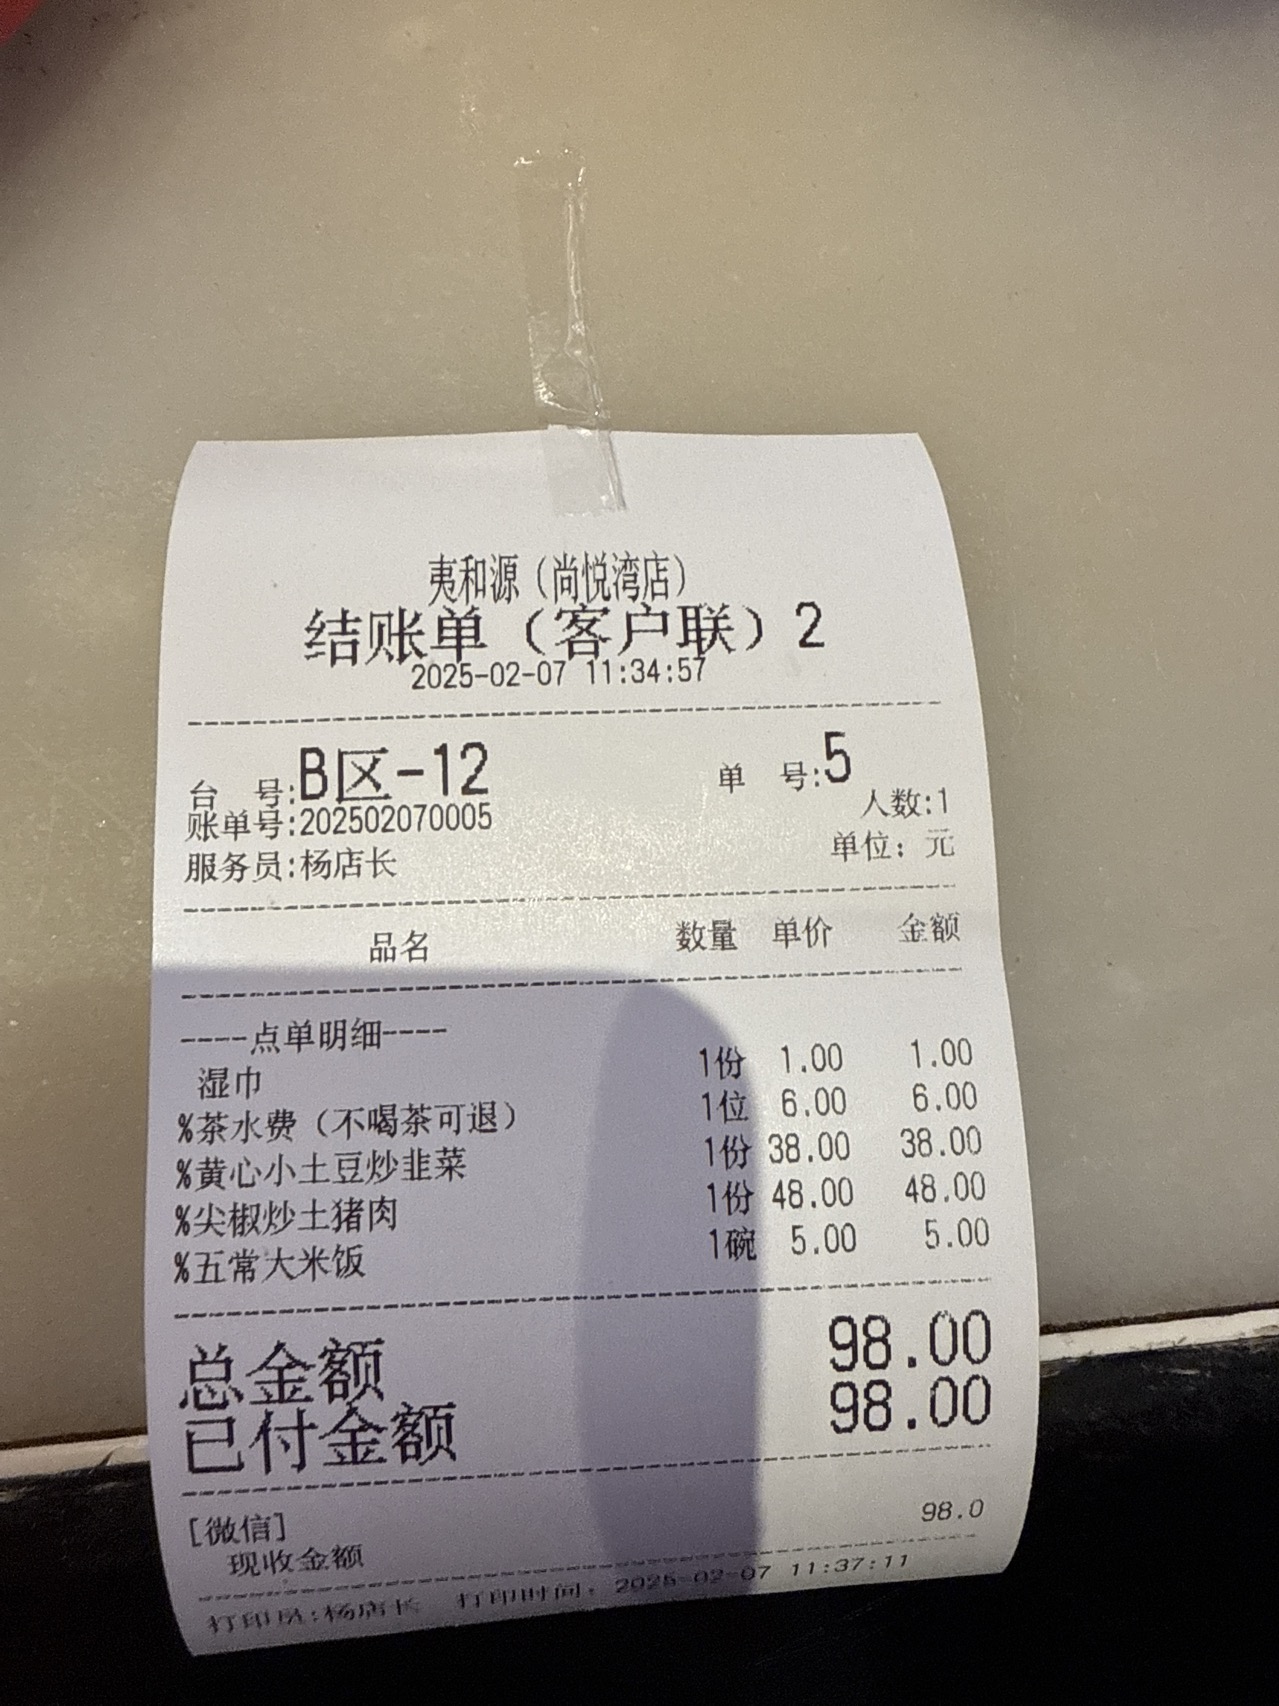 夷和源（尚悦湾店）
结账单（客户联）2
2025-02-07 11:34:57
台 号:B区-12 单 号:5
账单号:202502070005 人数:1
服务员:杨店长 单位：元
品名 数量 单价 金额
----点单明细----
湿巾 1份 1.00 1.00
%茶水费（不喝茶可退） 1位 6.00 6.00
%黄心小土豆炒韭菜 1份 38.00 38.00
%尖椒炒土猪肉 1份 48.00 48.00
%五常大米饭 1碗 5.00 5.00
总金额 98.00
已付金额 98.00
[微信] 98.0
现收金额
打印员:杨店长 打印时间：2025-02-07 11:37:11